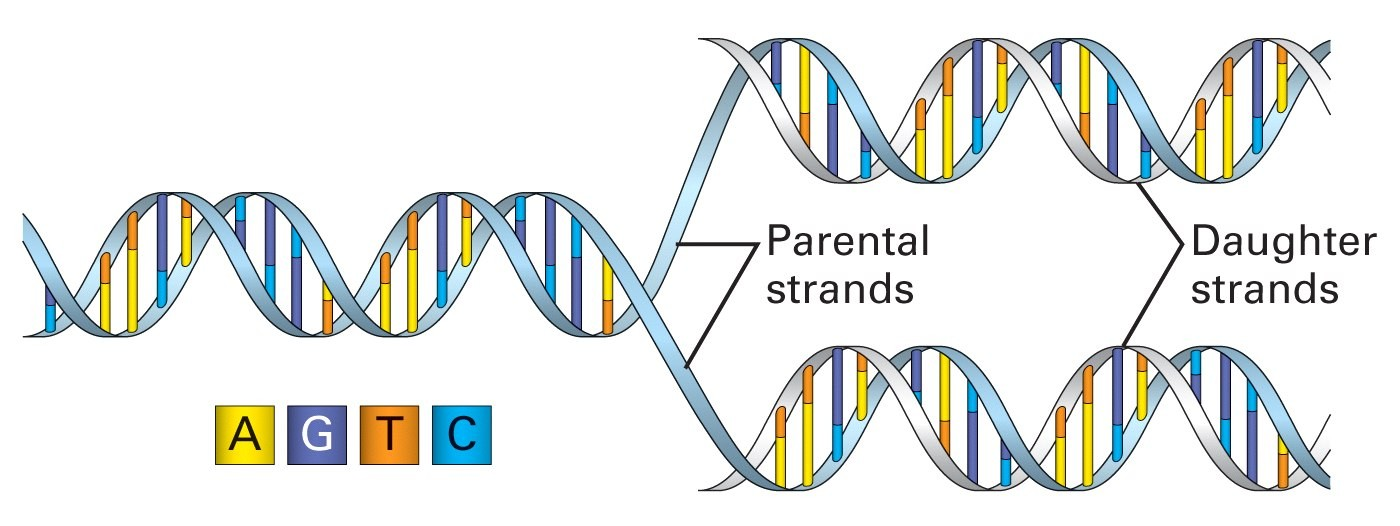 Parental
strands
Daughter
strands
A G T C